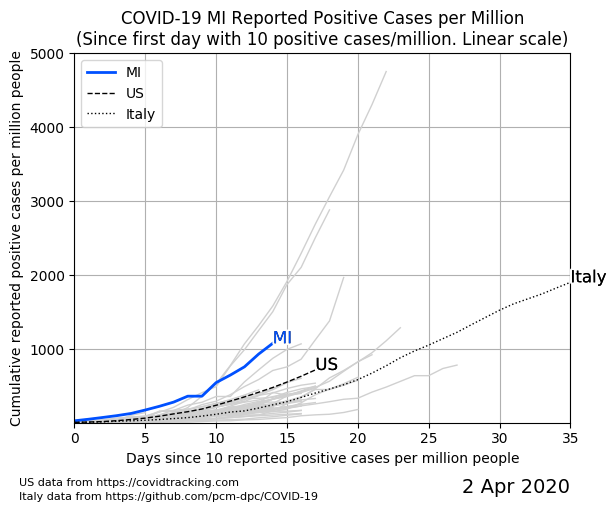 COVID-19 MI Reported Positive Cases per Million
(Since first day with 10 positive cases/million. Linear scale)
Cumulative reported positive cases per million people
5000
4000
3000
2000
1000
MI
US
Italy
Italy
MI
US
0 5 10 15 20 25 30 35
Days since 10 reported positive cases per million people
US data from https://covidtracking.com
Italy data from https://github.com/pcm-dpc/COVID-19
2 Apr 2020